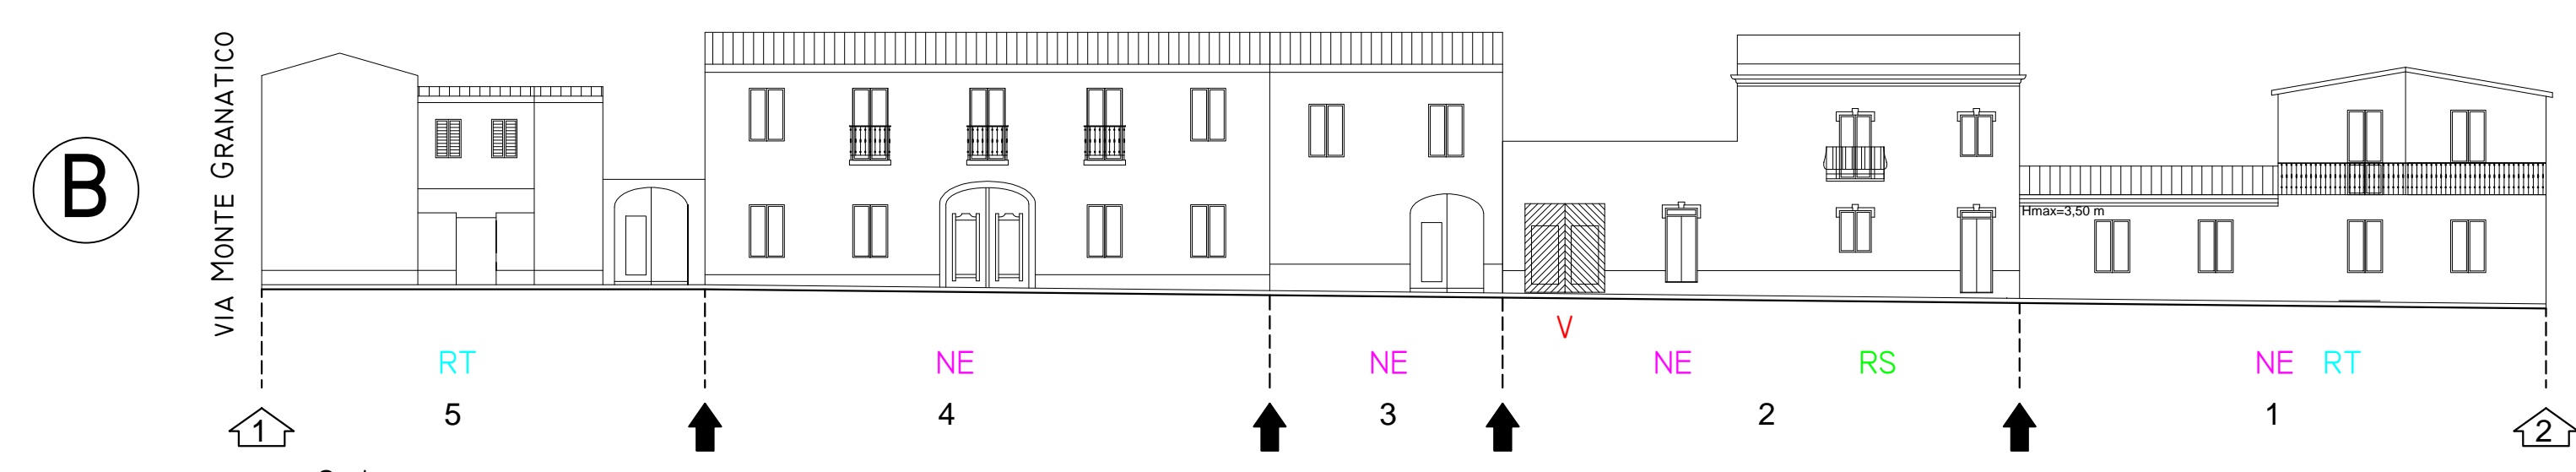 B
VIA MONTE GRANATICO
Hmax=3,50 m
V
RT NE NE NE RS NE RT
5 4 3 2 1
1 2